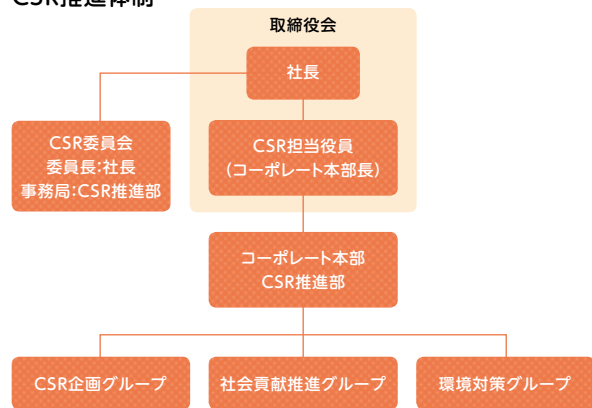 CSR推進体制
取締役会
社長
CSR委員会
委員長:社長
事務局:CSR推進部
CSR担当役員
(コーポレート本部長)
コーポレート本部
CSR推進部
CSR企画グループ
社会貢献推進グループ
環境対策グループ